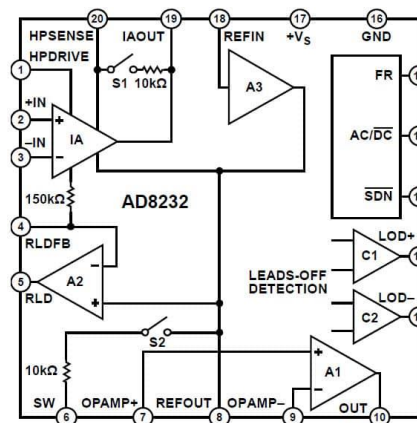 20 19 18 17 16
HPSENSE IAOUT REFIN +VS GND
HPDRIVE
1
S1 10kΩ
A3
FR
+IN
2
IA
AC/DC
–IN
3
150kΩ
AD8232
SDN
4
RLDFB
LOD+
C1
A2
LEADS-OFF
DETECTION
5
RLD
LOD–
C2
S2
10kΩ
A1
SW OPAMP+ REFOUT OPAMP– OUT
6 7 8 9 10